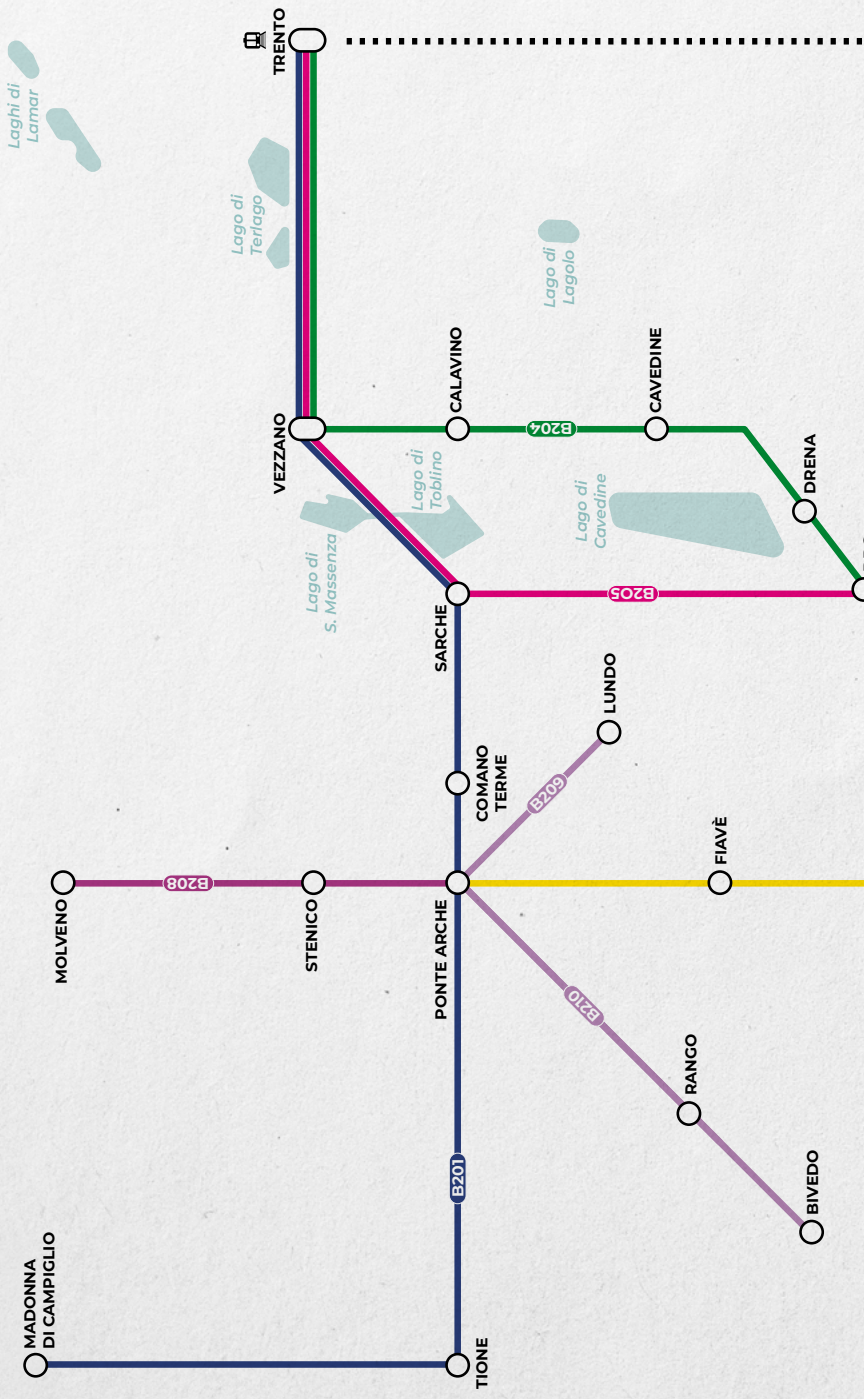 Laghi di
Lamar
TRENTO
Lago di
Terlago
Lago di
Lagolo
VEZZANO
CALAVINO
B204
CAVEDINE
DRENA
Lago di
Toblino
Lago di
S. Massenza
Lago di
Cavedine
SARCHE
B205
LUNDO
COMANO
TERME
B209
MOLVENO
B208
STENICO
PONTE ARCHE
FIAVÈ
B210
RANGO
BIVEDO
B201
MADONNA
DI CAMPIGLIO
TIONE